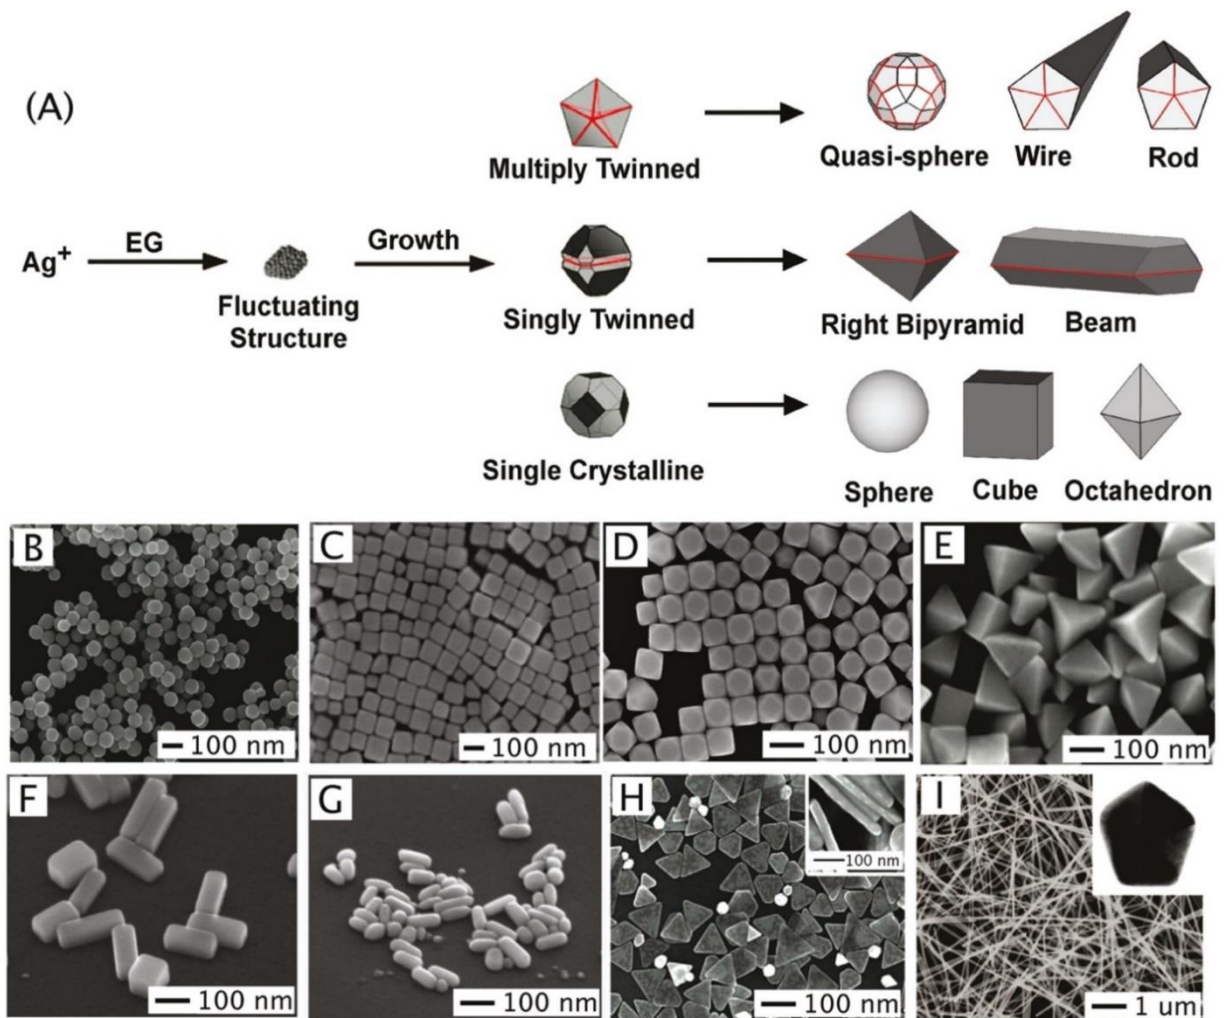 (A)
Multiply Twinned
Quasi-sphere
Wire
Rod
Ag+
EG
Fluctuating
Structure
Growth
Singly Twinned
Right Bipyramid
Beam
Single Crystalline
Sphere
Cube
Octahedron
B
100 nm
C
100 nm
D
100 nm
E
100 nm
F
100 nm
G
100 nm
H
100 nm
100 nm
I
1 um